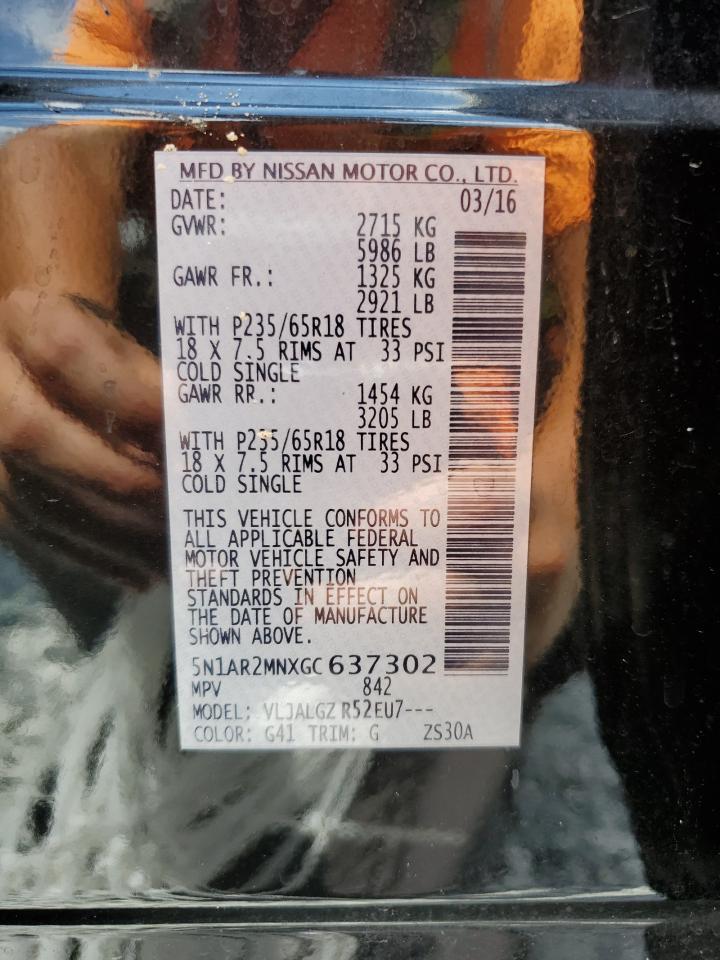 MFD BY NISSAN MOTOR CO., LTD.
DATE: 03/16
GVWR: 2715 KG
5986 LB
GAWR FR.: 1325 KG
2921 LB
WITH P235/65R18 TIRES
18 X 7.5 RIMS AT 33 PSI
COLD SINGLE
GAWR RR.: 1454 KG
3205 LB
WITH P235/65R18 TIRES
18 X 7.5 RIMS AT 33 PSI
COLD SINGLE
THIS VEHICLE CONFORMS TO
ALL APPLICABLE FEDERAL
MOTOR VEHICLE SAFETY AND
THEFT PREVENTION
STANDARDS IN EFFECT ON
THE DATE OF MANUFACTURE
SHOWN ABOVE.
5N1AR2MNXGC637302
MPV 842
MODEL: VLJALGZ R52EU7---
COLOR: G41 TRIM: G ZS30A